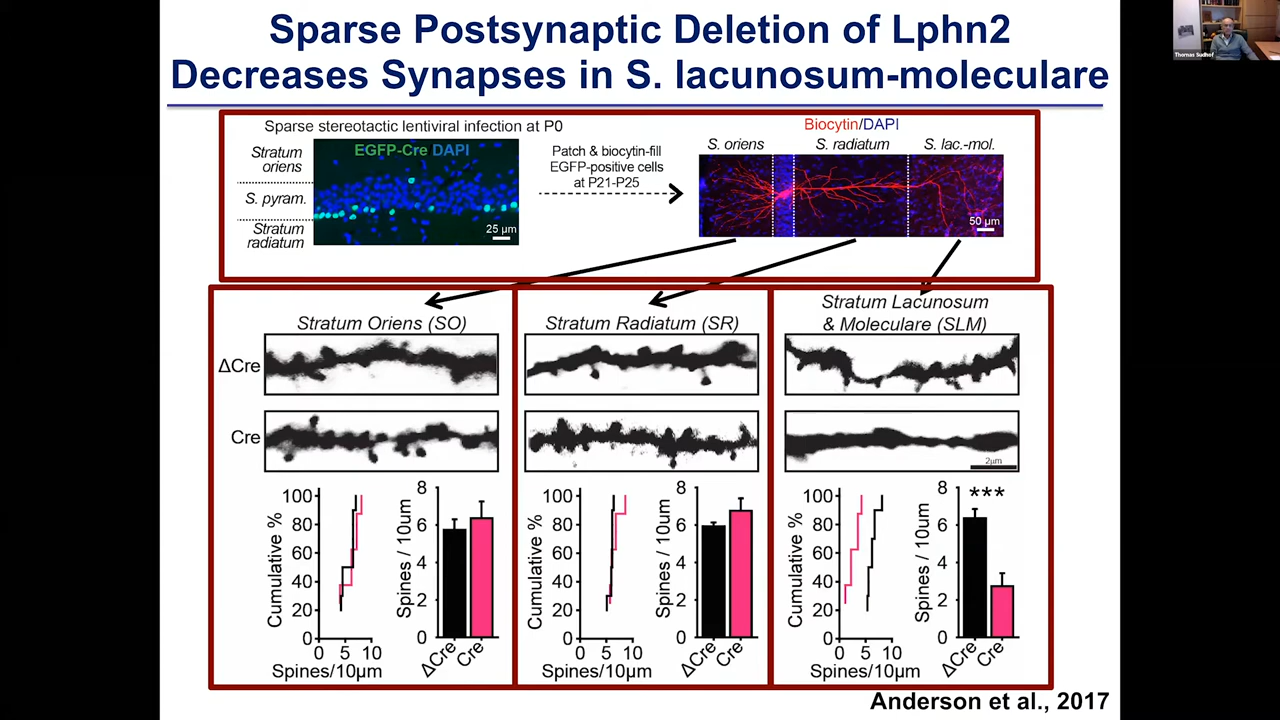 Sparse Postsynaptic Deletion of Lphn2
Decreases Synapses in S. lacunosum-moleculare
Thomas Sudhof
Sparse stereotactic lentiviral infection at P0
Stratum
oriens
S. pyram.
Stratum
radiatum
EGFP-Cre DAPI
25 µm
Patch & biocytin-fill
EGFP-positive cells
at P21-P25
Biocytin/DAPI
S. oriens
S. radiatum
S. lac.-mol.
50 µm
Stratum Oriens (SO)
Stratum Radiatum (SR)
Stratum Lacunosum
& Moleculare (SLM)
ΔCre
Cre
2µm
Cumulative %
100
80
60
40
20
0
0 5 10
Spines/10µm
Spines / 10um
8
6
4
2
0
ΔCre
Cre
Cumulative %
100
80
60
40
20
0
0 5 10
Spines/10µm
Spines / 10um
8
6
4
2
0
ΔCre
Cre
Cumulative %
100
80
60
40
20
0
0 5 10
Spines/10µm
Spines / 10um
8
6
4
2
0
***
ΔCre
Cre
Anderson et al., 2017